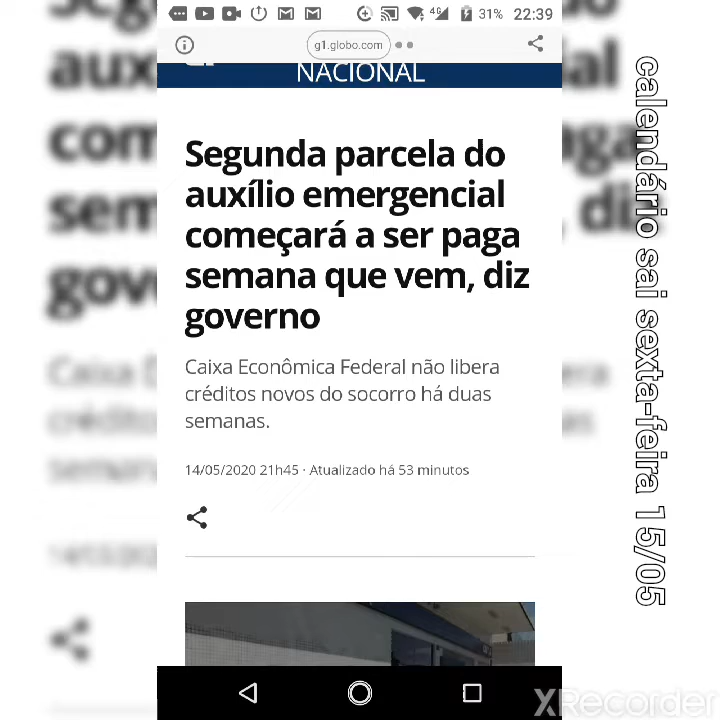 31% 22:39
4G
g1.globo.com
NACIONAL
Segunda parcela do
auxílio emergencial
começará a ser paga
semana que vem, diz
governo
Caixa Econômica Federal não libera
créditos novos do socorro há duas
semanas.
14/05/2020 21h45 · Atualizado há 53 minutos
calendário sai sexta-feira 15/05
XRecorder